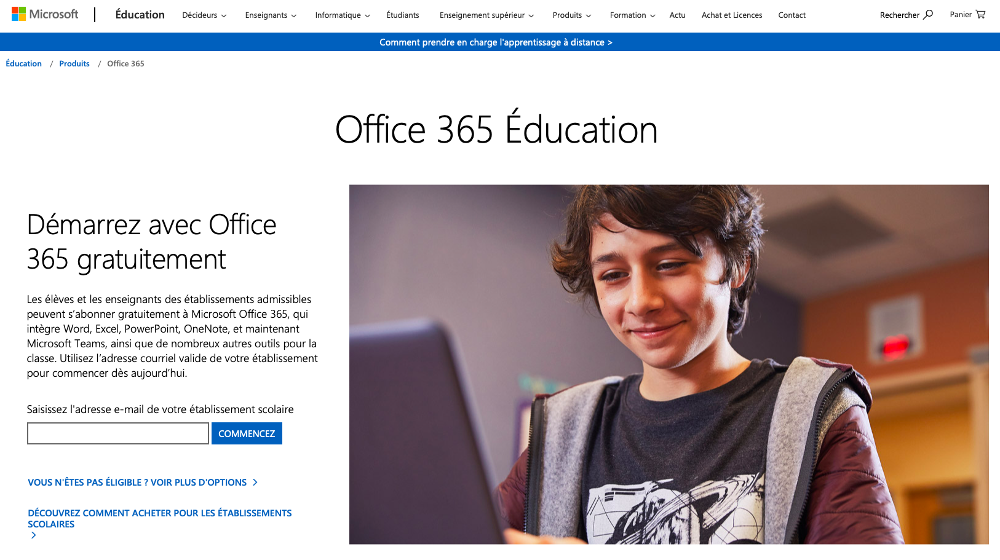 Microsoft
Éducation
Décideurs
Enseignants
Informatique
Étudiants
Enseignement supérieur
Produits
Formation
Actu
Achat et Licences
Contact
Rechercher
Panier
Comment prendre en charge l'apprentissage à distance >
Éducation / Produits / Office 365
Office 365 Éducation
Démarrez avec Office
365 gratuitement
Les élèves et les enseignants des établissements admissibles
peuvent s’abonner gratuitement à Microsoft Office 365, qui
intègre Word, Excel, PowerPoint, OneNote, et maintenant
Microsoft Teams, ainsi que de nombreux autres outils pour la
classe. Utilisez l’adresse courriel valide de votre établissement
pour commencer dès aujourd’hui.
Saisissez l'adresse e-mail de votre établissement scolaire
COMMENCEZ
VOUS N'ÊTES PAS ÉLIGIBLE ? VOIR PLUS D'OPTIONS
DÉCOUVREZ COMMENT ACHETER POUR LES ÉTABLISSEMENTS
SCOLAIRES